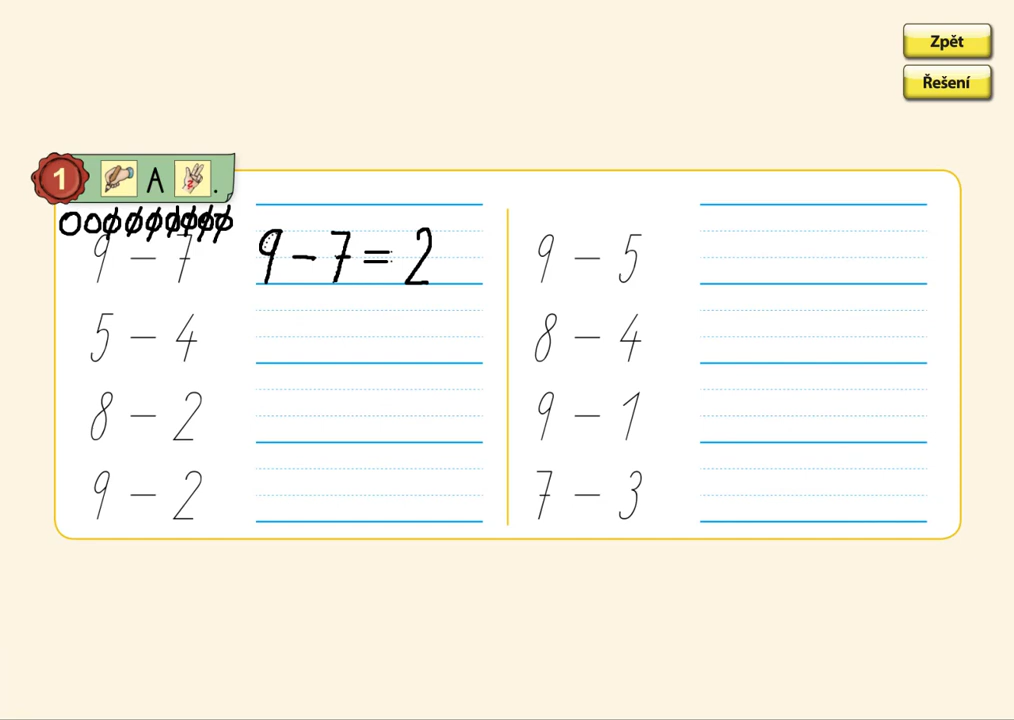 Zpět
Řešení
1 A .
9 – 7 9 – 7 = 2
5 – 4
8 – 2
9 – 2
9 – 5
8 – 4
9 – 1
7 – 3